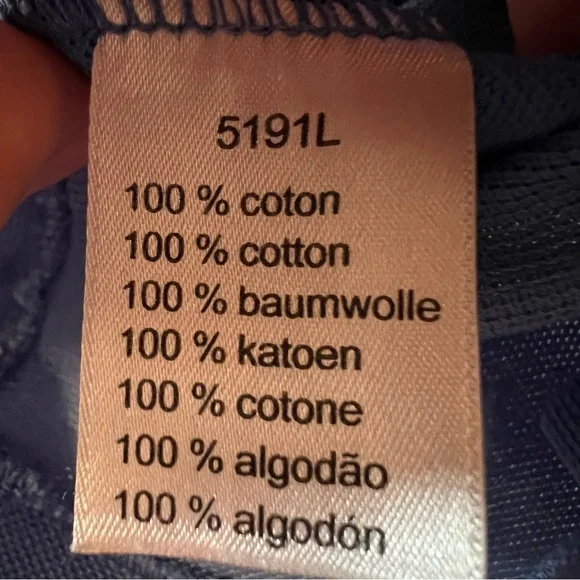 5191L
100 % coton
100 % cotton
100 % baumwolle
100 % katoen
100 % cotone
100 % algodão
100 % algodón